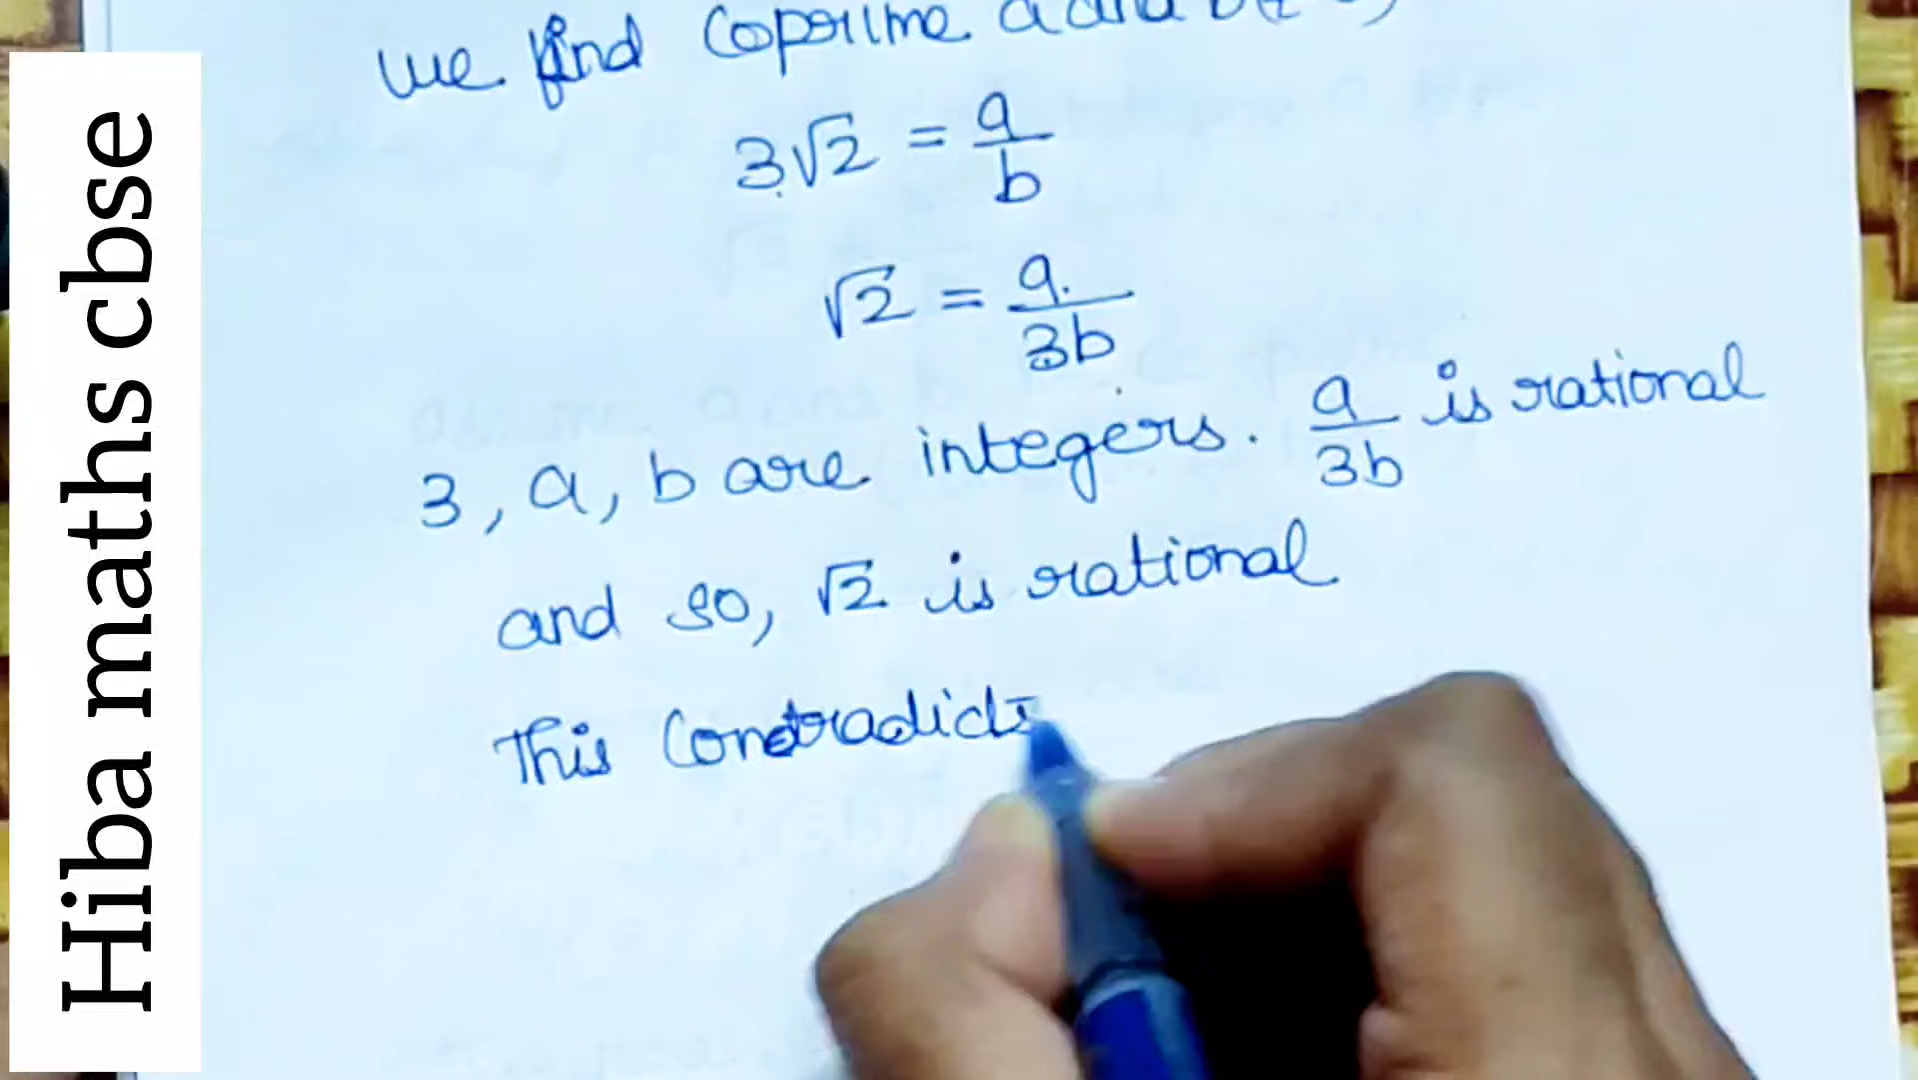 Hiba maths cbse
we find coprime a and b
3√2 = a/b
√2 = a/3b
3, a, b are integers. a/3b is rational
and so, √2 is rational
This contradicts